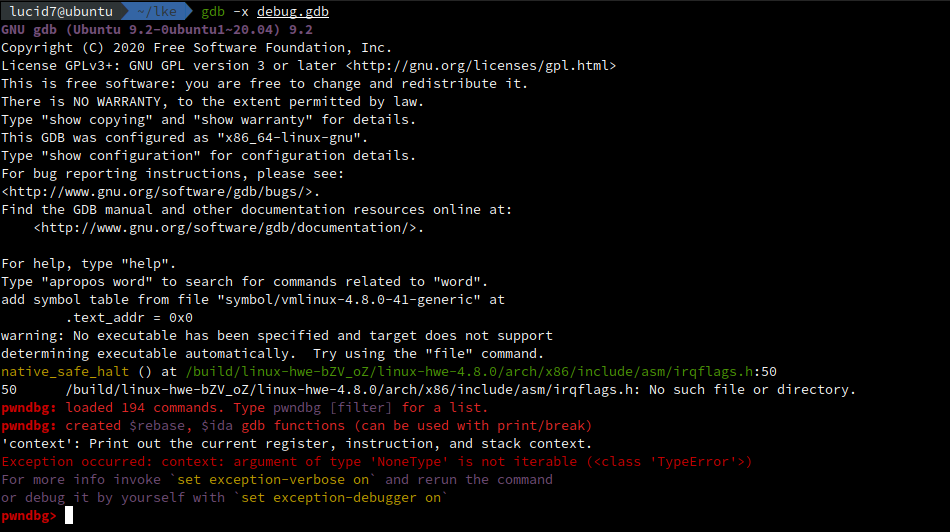 lucid7@ubuntu ~/lke gdb -x debug.gdb
GNU gdb (Ubuntu 9.2-0ubuntu1~20.04) 9.2
Copyright (C) 2020 Free Software Foundation, Inc.
License GPLv3+: GNU GPL version 3 or later <http://gnu.org/licenses/gpl.html>
This is free software: you are free to change and redistribute it.
There is NO WARRANTY, to the extent permitted by law.
Type "show copying" and "show warranty" for details.
This GDB was configured as "x86_64-linux-gnu".
Type "show configuration" for configuration details.
For bug reporting instructions, please see:
<http://www.gnu.org/software/gdb/bugs/>.
Find the GDB manual and other documentation resources online at:
    <http://www.gnu.org/software/gdb/documentation/>.

For help, type "help".
Type "apropos word" to search for commands related to "word".
add symbol table from file "symbol/vmlinux-4.8.0-41-generic" at
        .text_addr = 0x0
warning: No executable has been specified and target does not support
determining executable automatically.  Try using the "file" command.
native_safe_halt () at /build/linux-hwe-bZV_oZ/linux-hwe-4.8.0/arch/x86/include/asm/irqflags.h:50
50      /build/linux-hwe-bZV_oZ/linux-hwe-4.8.0/arch/x86/include/asm/irqflags.h: No such file or directory.
pwndbg: loaded 194 commands. Type pwndbg [filter] for a list.
pwndbg: created $rebase, $ida gdb functions (can be used with print/break)
'context': Print out the current register, instruction, and stack context.
Exception occurred: context: argument of type 'NoneType' is not iterable (<class 'TypeError'>)
For more info invoke `set exception-verbose on` and rerun the command
or debug it by yourself with `set exception-debugger on`
pwndbg>